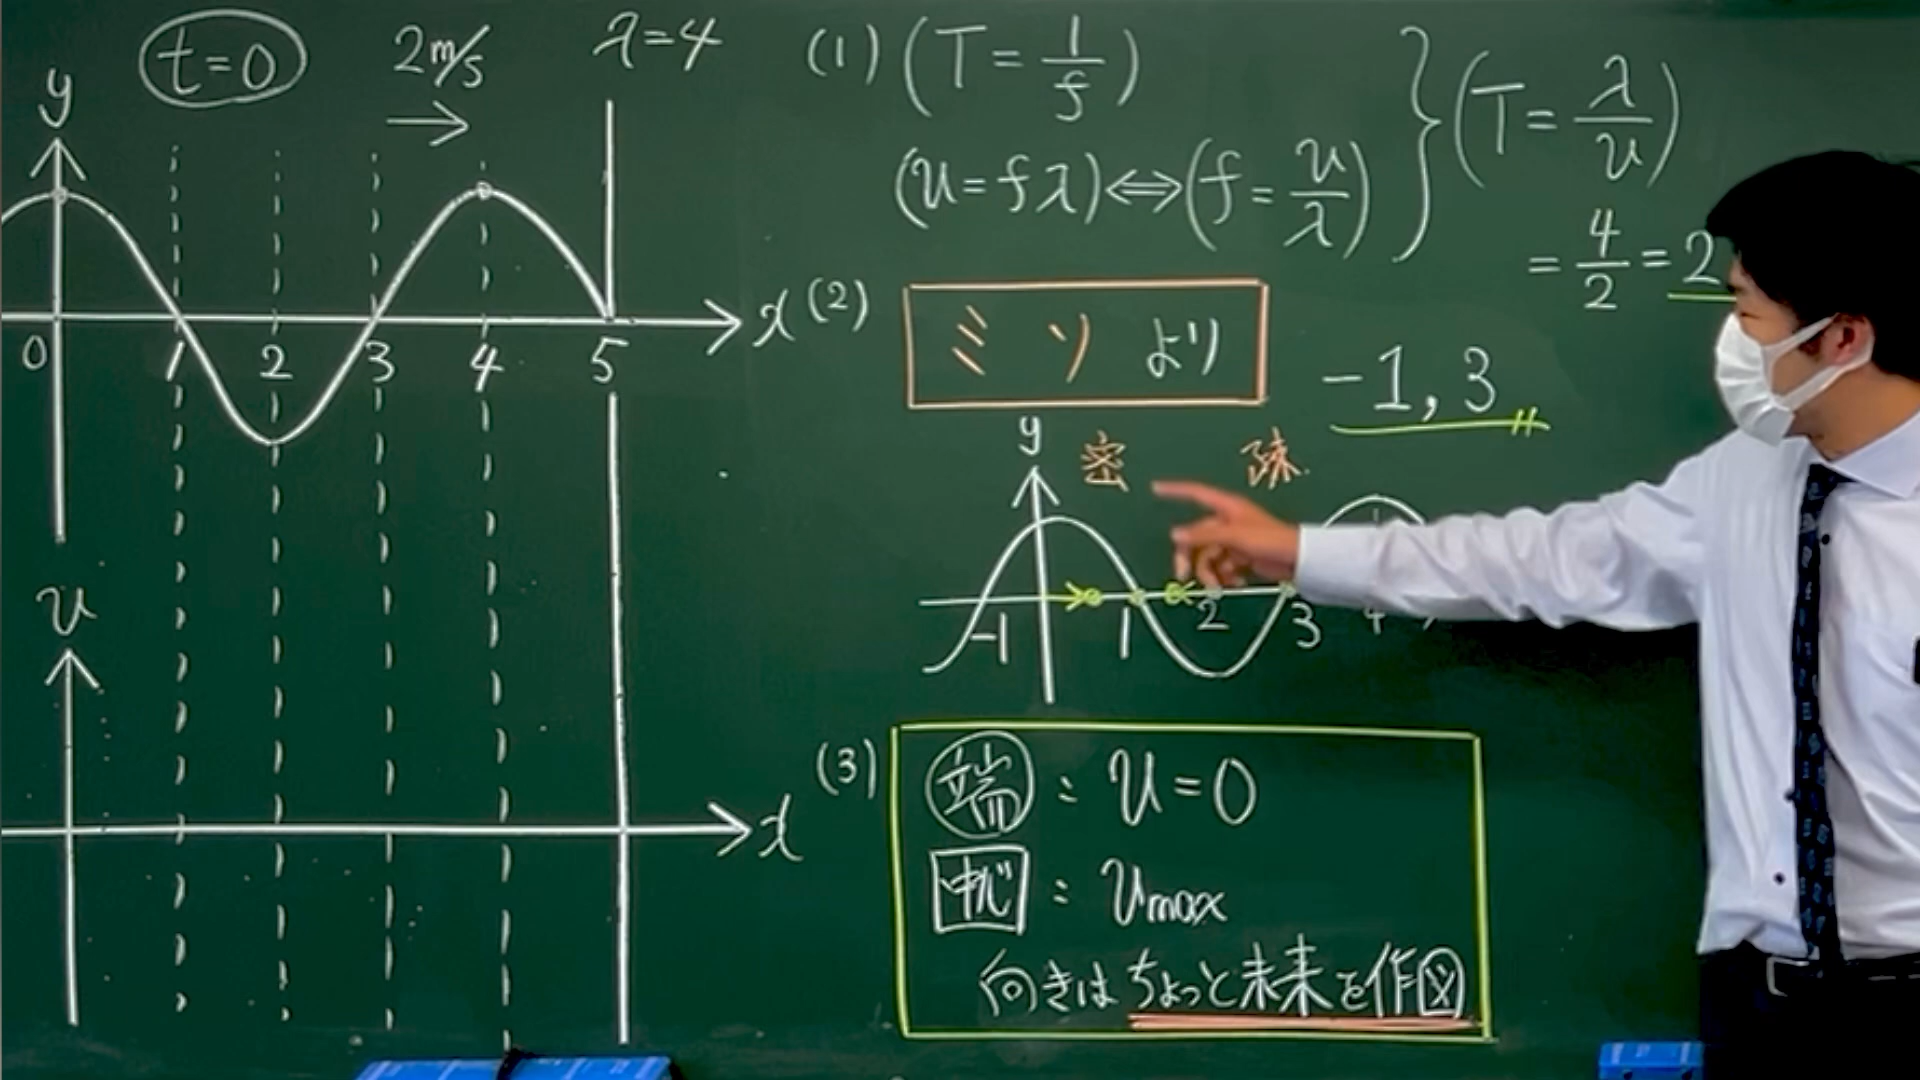 t=0
2m/s
λ=4
y
x
0 1 2 3 4 5
v
x
(1) (T=1/f)
(v=fλ)⇔(f=v/λ)
(T=λ/v)
=4/2=2
(2) ミソより
-1, 3
y 密 疎
-1 1 2 3 4
(3) 端:v=0
中心:vmax
向きはちょっと未来を作図